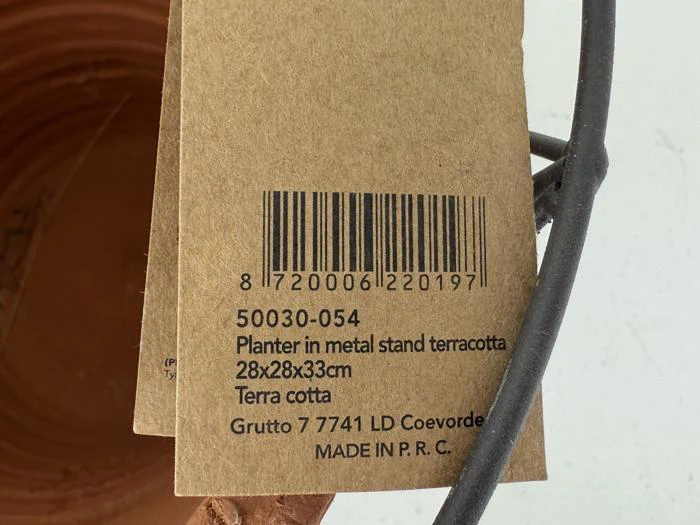 8 720006 220197
50030-054
Planter in metal stand terracotta
28x28x33cm
Terra cotta
Grutto 7 7741 LD Coevorde
MADE IN P. R. C.
(P
Ty